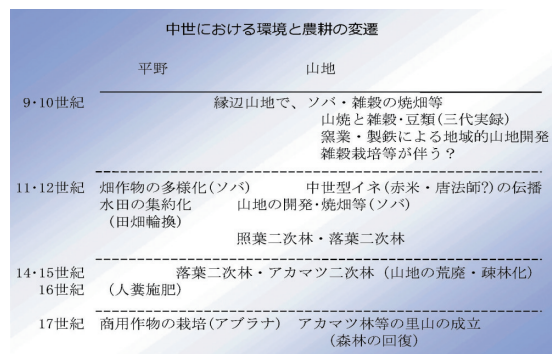 中世における環境と農耕の変遷
平野 山地
9・10世紀 縁辺山地で、ソバ・雑穀の焼畑等
山焼と雑穀・豆類(三代実録)
窯業・製鉄による地域的山地開発
雑穀栽培等が伴う？
11・12世紀 畑作物の多様化(ソバ) 中世型イネ(赤米・唐法師?)の伝播
水田の集約化 山地の開発・焼畑等(ソバ)
(田畑輪換)
照葉二次林・落葉二次林
14・15世紀 落葉二次林・アカマツ二次林(山地の荒廃・疎林化)
16世紀 (人糞施肥)
17世紀 商用作物の栽培(アブラナ) アカマツ林等の里山の成立
(森林の回復)